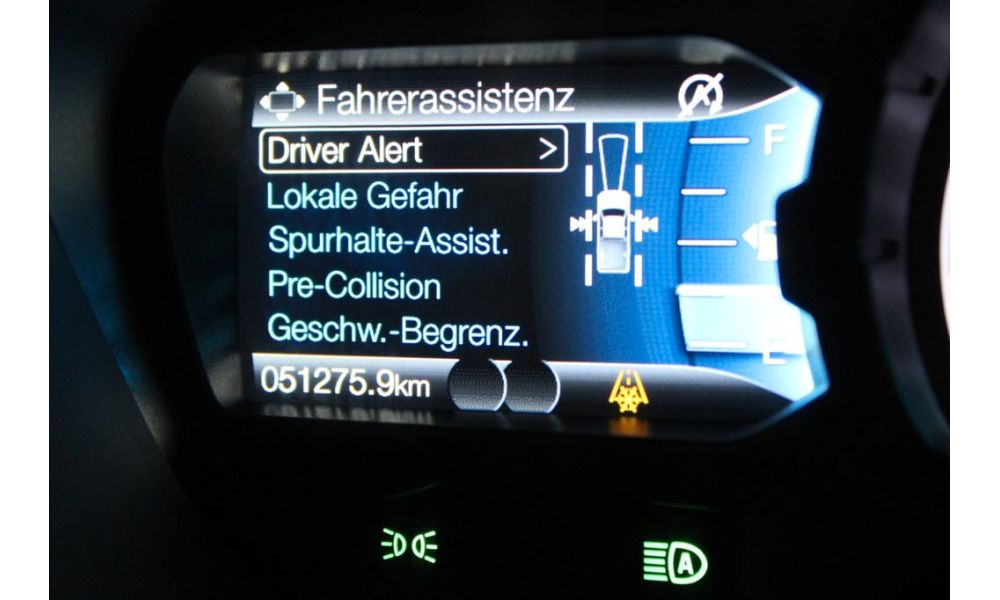 Fahrerassistenz
A
Driver Alert >
F
Lokale Gefahr
Spurhalte-Assist.
Pre-Collision
Geschw.-Begrenz.
E
051275.9km
A